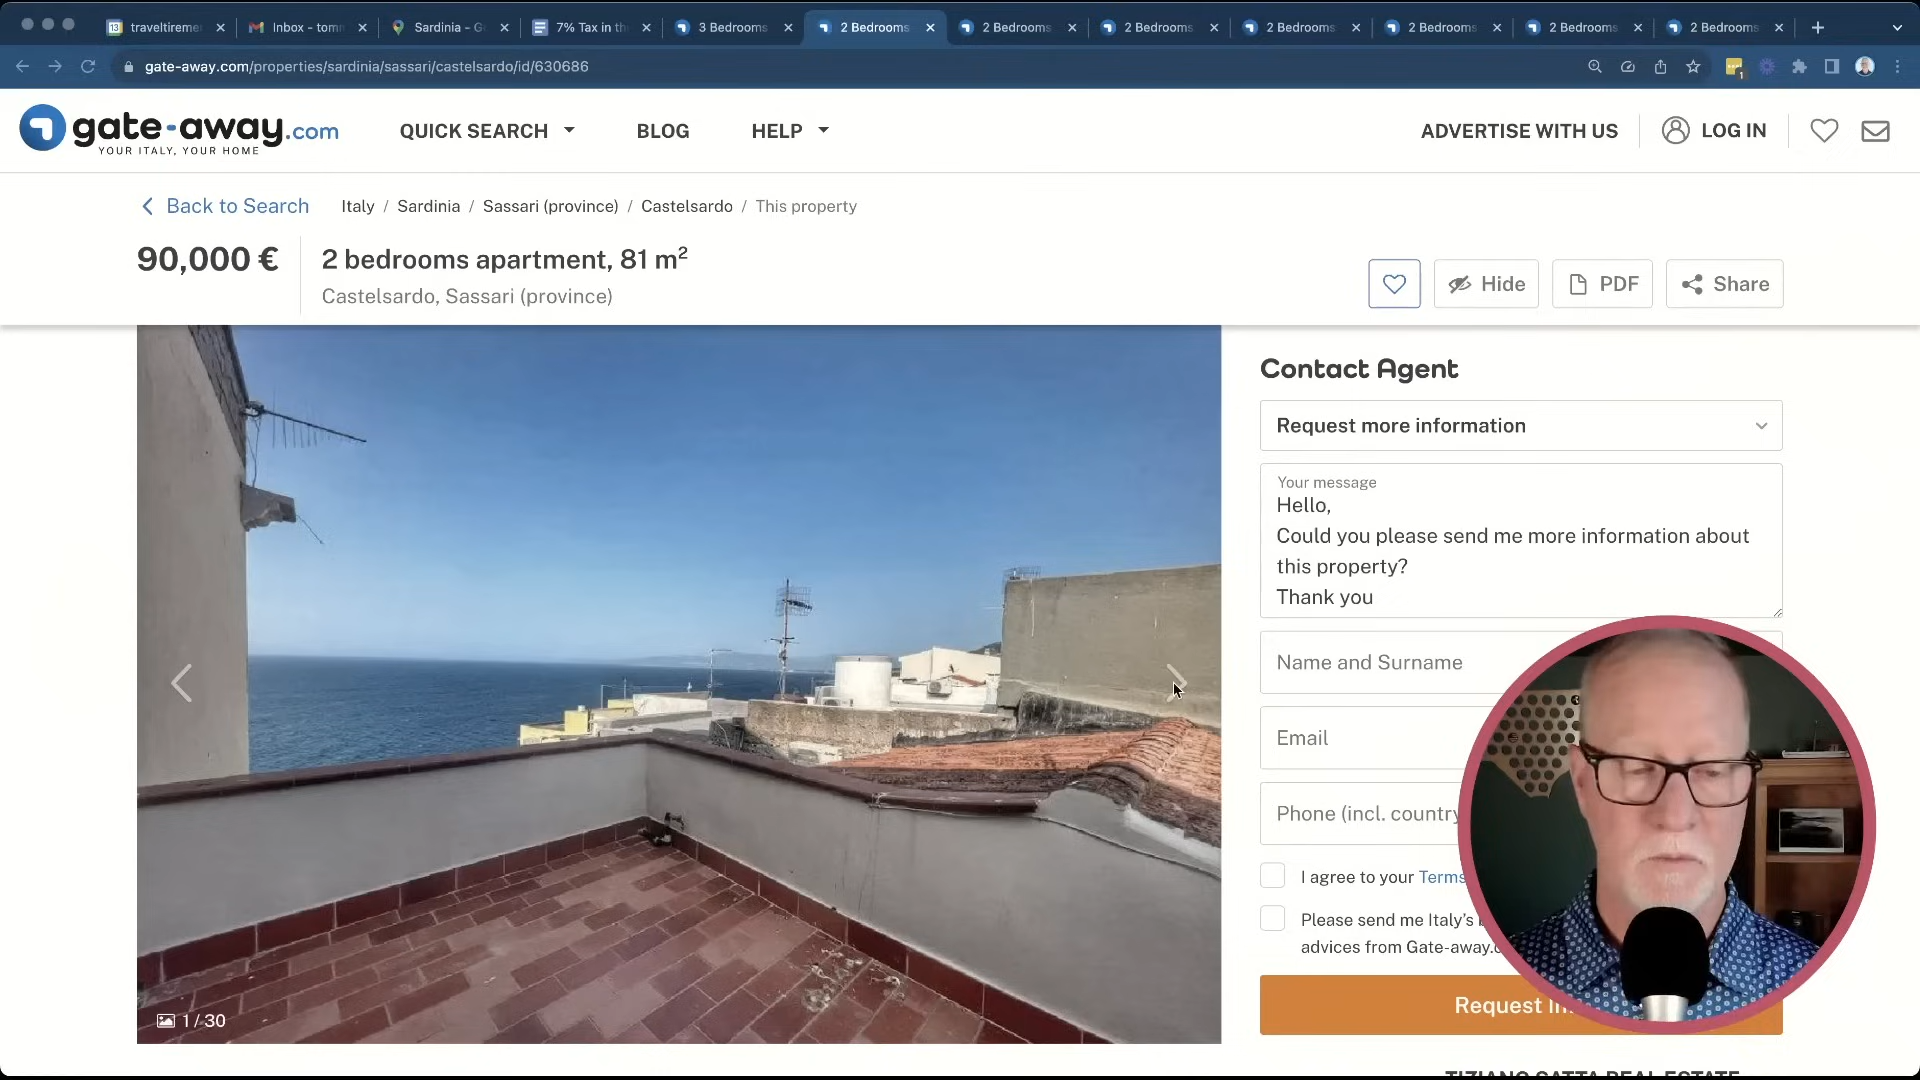 traveltireme
Inbox - tom
Sardinia - G
7% Tax in th
3 Bedrooms
2 Bedrooms
2 Bedrooms
2 Bedrooms
2 Bedrooms
2 Bedrooms
2 Bedrooms
2 Bedrooms
gate-away.com/properties/sardinia/sassari/castelsardo/id/630686
gate-away.com
YOUR ITALY, YOUR HOME
QUICK SEARCH
BLOG
HELP
ADVERTISE WITH US
LOG IN
Back to Search
Italy / Sardinia / Sassari (province) / Castelsardo / This property
90,000 €
2 bedrooms apartment, 81 m²
Castelsardo, Sassari (province)
Hide
PDF
Share
Contact Agent
Request more information
Your message
Hello,
Could you please send me more information about
this property?
Thank you
Name and Surname
Email
Phone (incl. country
I agree to your Terms
Please send me Italy's
advices from Gate-away.
Request
1 / 30
TIZIANO SATTA REAL ESTATE